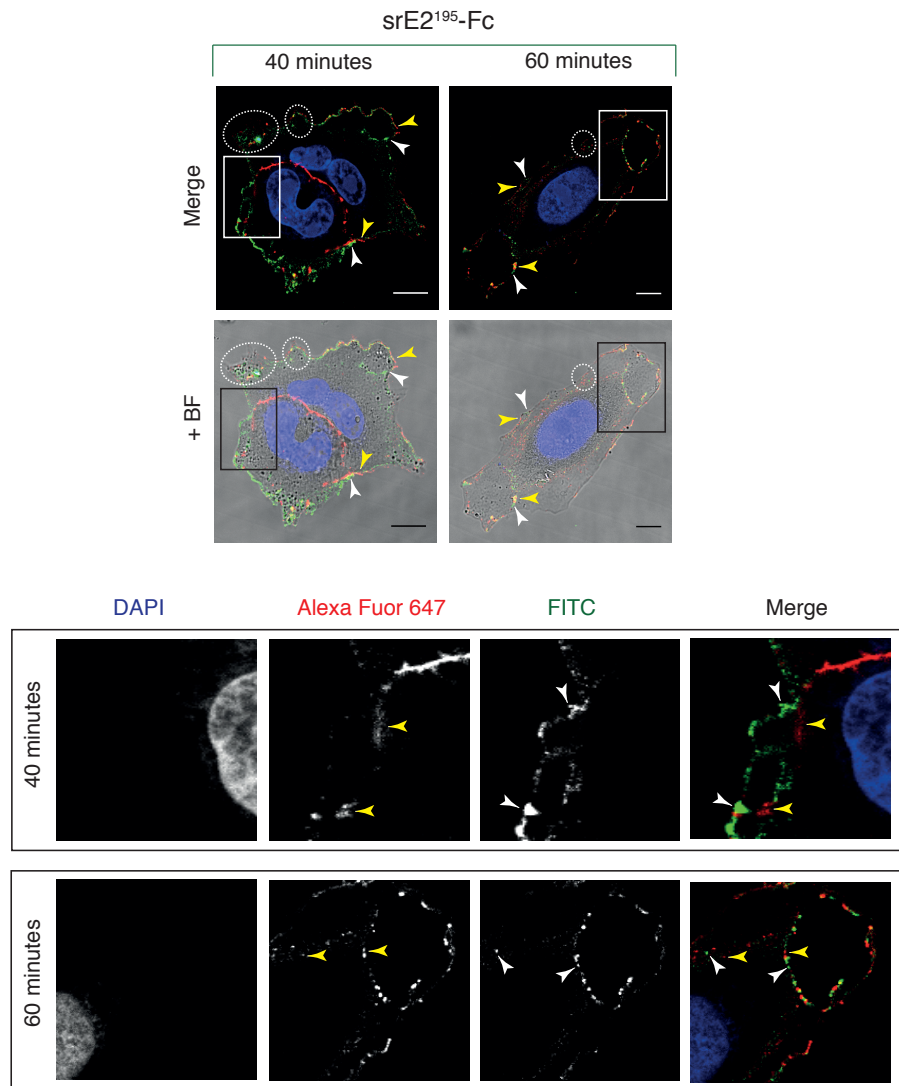 srE2¹⁹⁵-Fc
40 minutes 60 minutes
Merge
+ BF
DAPI Alexa Fuor 647 FITC Merge
40 minutes
60 minutes